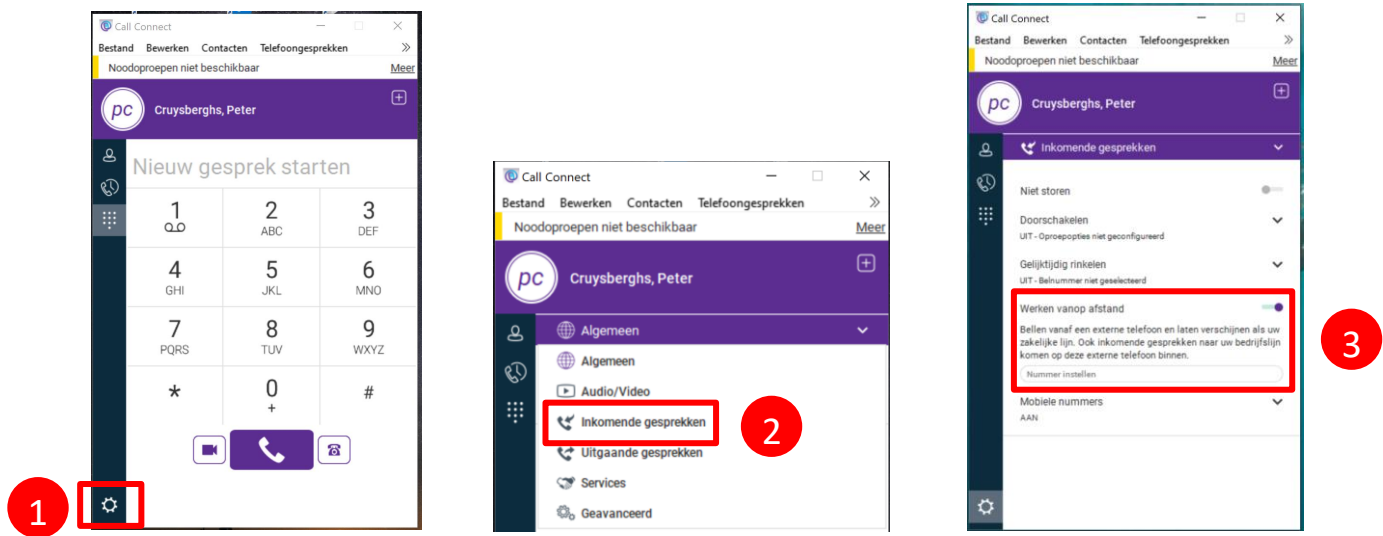 Call Connect
Bestand Bewerken Contacten Telefoongesprekken
Noodoproepen niet beschikbaar Meer
pc Cruysberghs, Peter
Nieuw gesprek starten
1 2 3
ABC DEF
4 5 6
GHI JKL MNO
7 8 9
PQRS TUV WXYZ
* 0 #
+
1
Call Connect
Bestand Bewerken Contacten Telefoongesprekken
Noodoproepen niet beschikbaar Meer
pc Cruysberghs, Peter
Algemeen
Algemeen
Audio/Video
Inkomende gesprekken
Uitgaande gesprekken
Services
Geavanceerd
2
Call Connect
Bestand Bewerken Contacten Telefoongesprekken
Noodoproepen niet beschikbaar Meer
pc Cruysberghs, Peter
Inkomende gesprekken
Niet storen
Doorschakelen
UIT - Oproepopties niet geconfigureerd
Gelijktijdig rinkelen
UIT - Belnummer niet geselecteerd
Werken vanop afstand
Bellen vanaf een externe telefoon en laten verschijnen als uw
zakelijke lijn. Ook inkomende gesprekken naar uw bedrijfslijn
komen op deze externe telefoon binnen.
Nummer instellen
Mobiele nummers
AAN
3